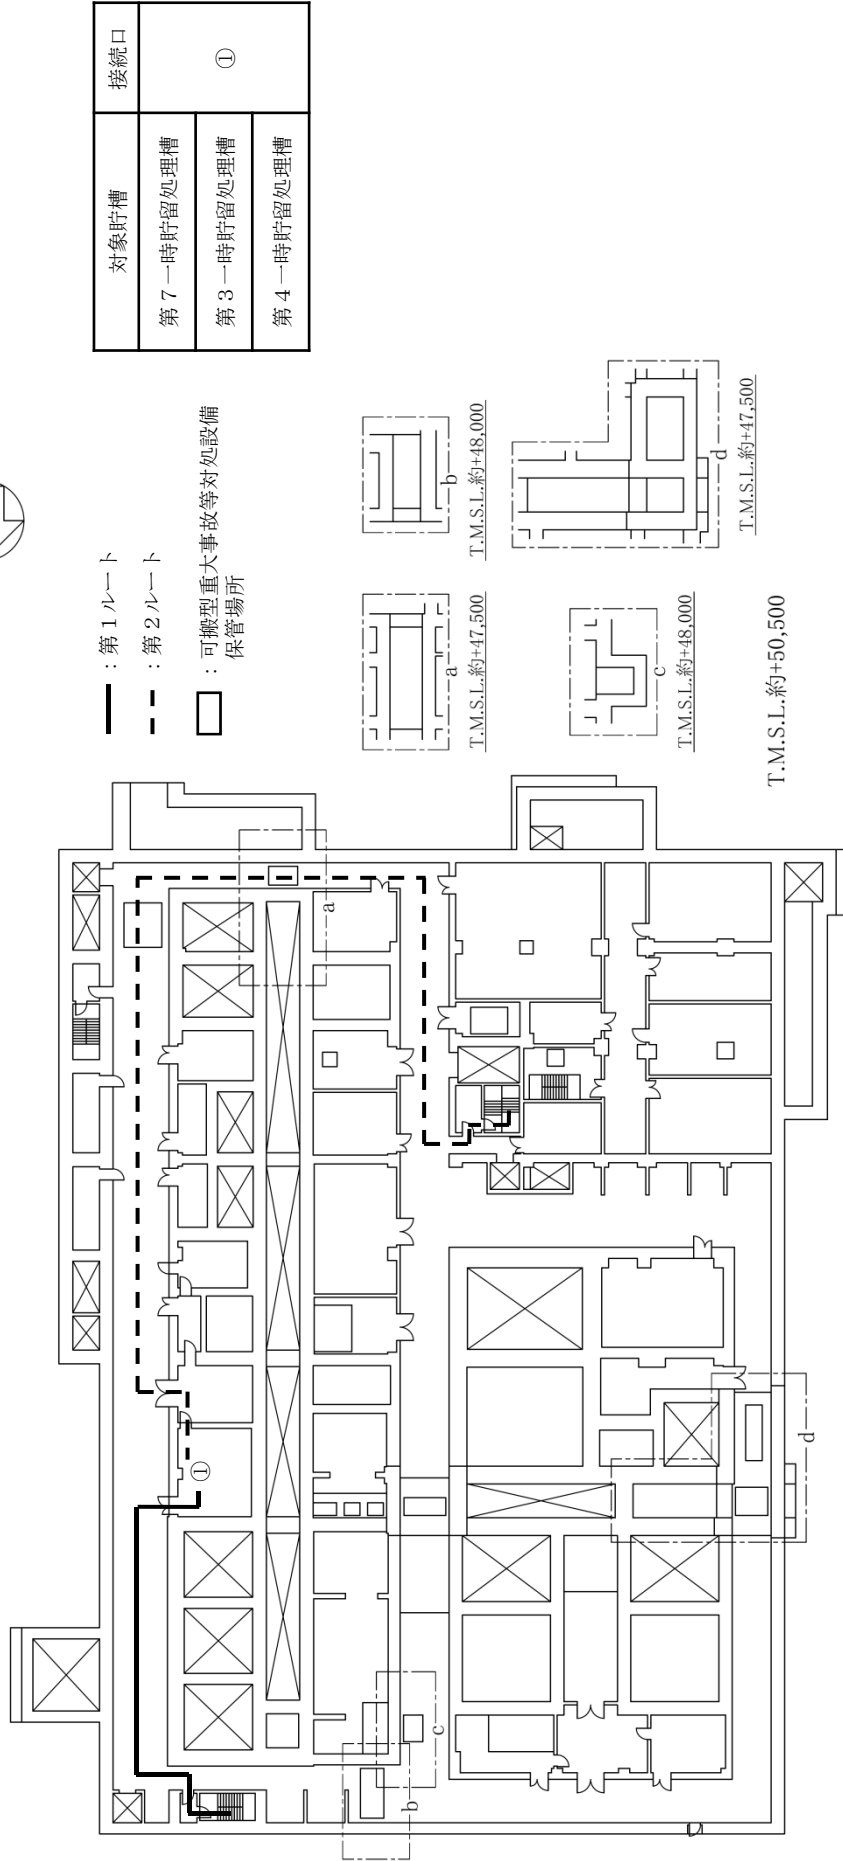 対象貯槽 接続口
第7一時貯留処理槽 ①
第3一時貯留処理槽
第4一時貯留処理槽
：第1ルート
：第2ルート
：可搬型重大事故等対処設備
保管場所
a
T.M.S.L.約+47,500
b
T.M.S.L.約+48,000
c
T.M.S.L.約+48,000
d
T.M.S.L.約+47,500
T.M.S.L.約+50,500
①
a
b
c
d